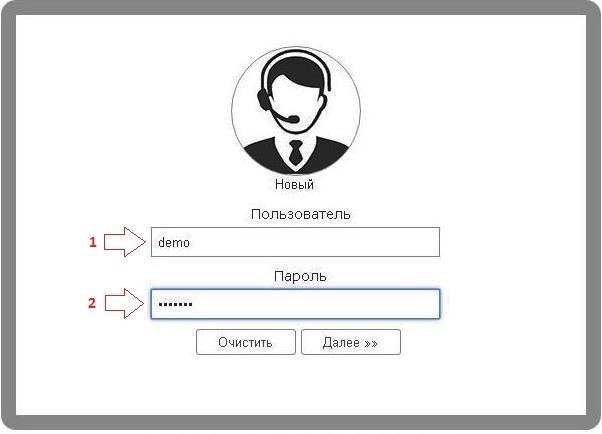 Новый
Пользователь
1 demo
Пароль
2 •••••••
Очистить Далее »»